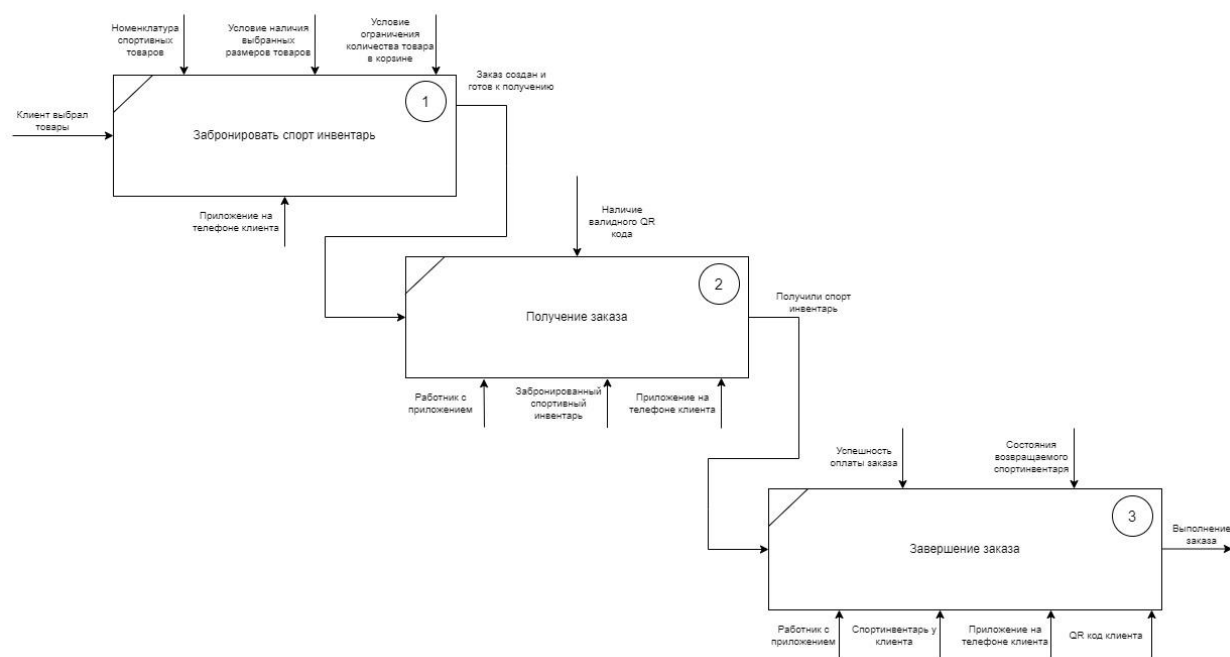 Номенклатура
спортивных
товаров
Условие наличия
выбранных
размеров товаров
Условие
ограничения
количества товара
в корзине
Заказ создан и
готов к получению
1
Клиент выбрал
товары
Забронировать спорт инвентарь
Приложение на
телефоне клиента
Наличие
валидного QR
кода
2
Получили спорт
инвентарь
Получение заказа
Работник с
приложением
Забронированный
спортивный
инвентарь
Приложение на
телефоне клиента
Успешность
оплаты заказа
Состояния
возвращаемого
спортинвентаря
3
Выполнение
заказа
Завершение заказа
Работник с
приложением
Спортинвентарь у
клиента
Приложение на
телефоне клиента
QR код клиента